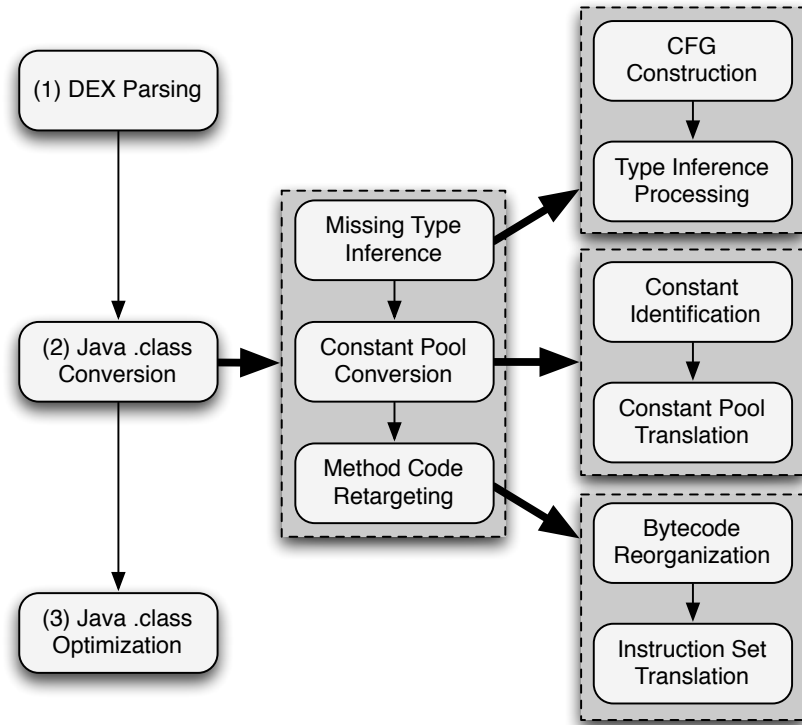 (1) DEX Parsing
(2) Java .class
Conversion
(3) Java .class
Optimization
Missing Type
Inference
Constant Pool
Conversion
Method Code
Retargeting
CFG
Construction
Type Inference
Processing
Constant
Identification
Constant Pool
Translation
Bytecode
Reorganization
Instruction Set
Translation